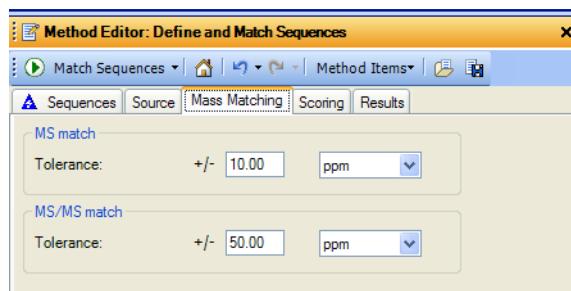 Method Editor: Define and Match Sequences
Match Sequences Method Items
Sequences Source Mass Matching Scoring Results
MS match
Tolerance: +/- 10.00 ppm
MS/MS match
Tolerance: +/- 50.00 ppm